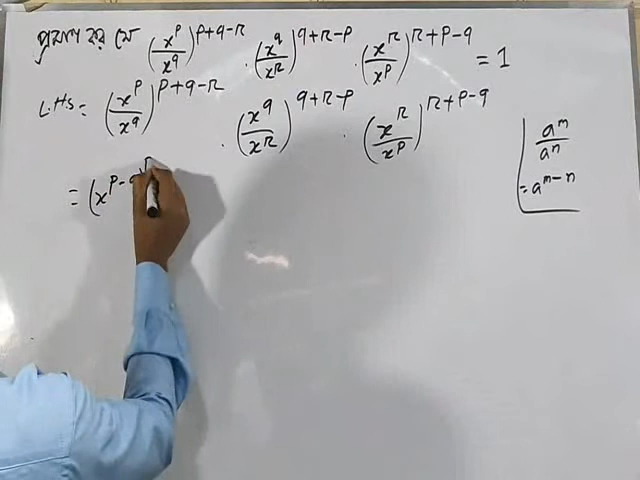 প্রমাণ কর যে (x^p/x^q)^p+q-r . (x^q/x^r)^q+r-p . (x^r/x^p)^r+p-q = 1
L.H.S = (x^p/x^q)^p+q-r . (x^q/x^r)^q+r-p . (x^r/x^p)^r+p-q
= (x^p-
a^m/a^n
= a^m-n